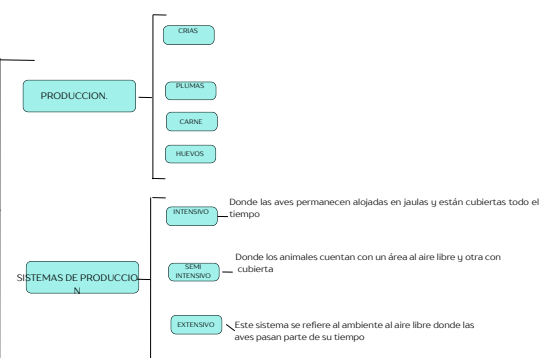 CRIAS
PLUMAS
PRODUCCION.
CARNE
HUEVOS
INTENSIVO
Donde las aves permanecen alojadas en jaulas y están cubiertas todo el
tiempo
SISTEMAS DE PRODUCCIO
N
SEMI
INTENSIVO
Donde los animales cuentan con un área al aire libre y otra con
cubierta
EXTENSIVO
Este sistema se refiere al ambiente al aire libre donde las
aves pasan parte de su tiempo